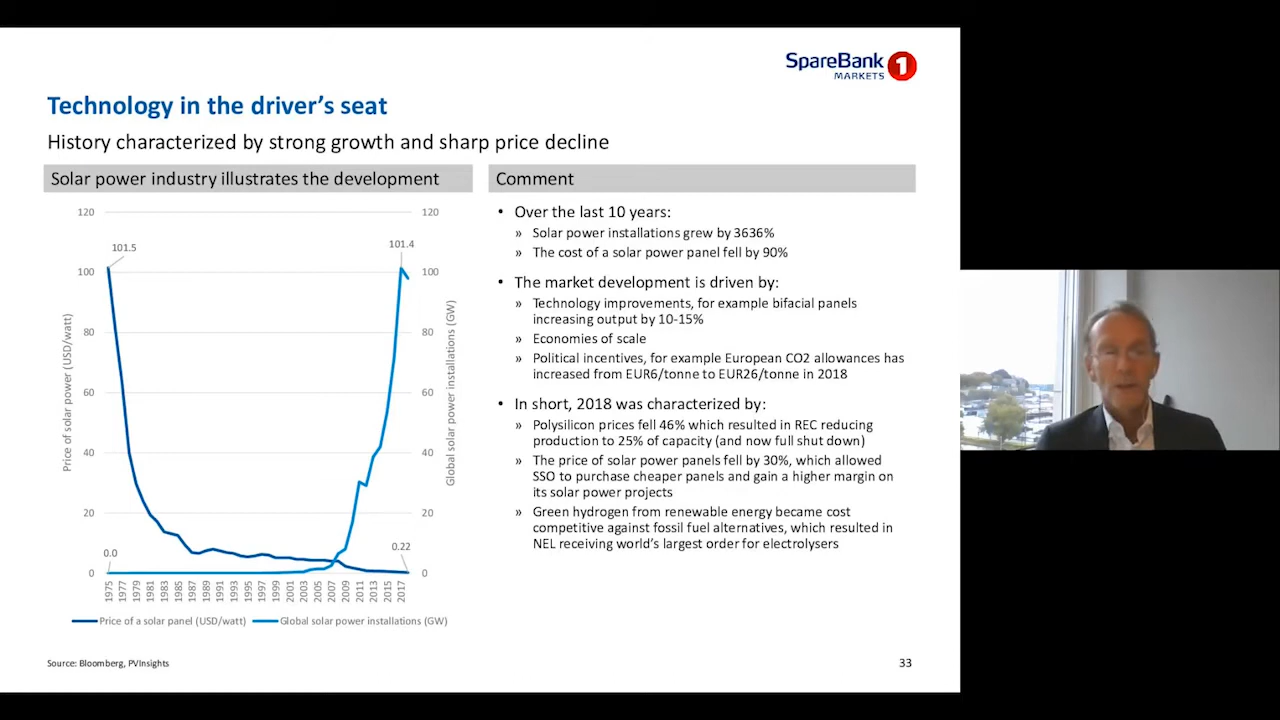 SpareBank
MARKETS
1
Technology in the driver's seat
History characterized by strong growth and sharp price decline
Solar power industry illustrates the development
120
100
80
60
40
20
0
Price of solar power (USD/watt)
101.5
0.0
101.4
0.22
120
100
80
60
40
20
0
Global solar power installations (GW)
1975
1977
1979
1981
1983
1985
1987
1989
1991
1993
1995
1997
1999
2001
2003
2005
2007
2009
2011
2013
2015
2017
Price of a solar panel (USD/watt)
Global solar power installations (GW)
Comment
• Over the last 10 years:
» Solar power installations grew by 3636%
» The cost of a solar power panel fell by 90%
• The market development is driven by:
» Technology improvements, for example bifacial panels
increasing output by 10-15%
» Economies of scale
» Political incentives, for example European CO2 allowances has
increased from EUR6/tonne to EUR26/tonne in 2018
• In short, 2018 was characterized by:
» Polysilicon prices fell 46% which resulted in REC reducing
production to 25% of capacity (and now full shut down)
» The price of solar power panels fell by 30%, which allowed
SSO to purchase cheaper panels and gain a higher margin on
its solar power projects
» Green hydrogen from renewable energy became cost
competitive against fossil fuel alternatives, which resulted in
NEL receiving world's largest order for electrolysers
Source: Bloomberg, PVInsights
33